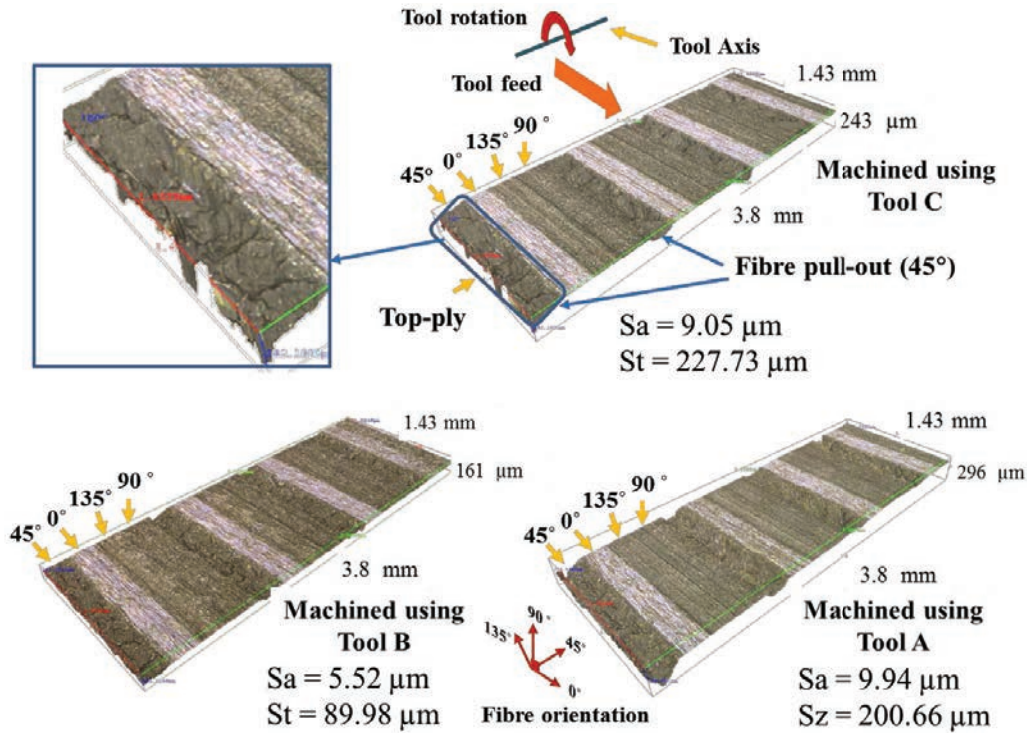 Tool rotation
Tool Axis
Tool feed
1.43 mm
243 µm
90 °
135°
0°
45°
Machined using
Tool C
3.8 mn
Fibre pull-out (45°)
Top-ply
Sa = 9.05 µm
St = 227.73 µm
1.43 mm
161 µm
90 °
135°
0°
45°
3.8 mm
Machined using
Tool B
Sa = 5.52 µm
St = 89.98 µm
90°
135°
45°
0°
Fibre orientation
1.43 mm
296 µm
90 °
135°
0°
45°
3.8 mm
Machined using
Tool A
Sa = 9.94 µm
Sz = 200.66 µm